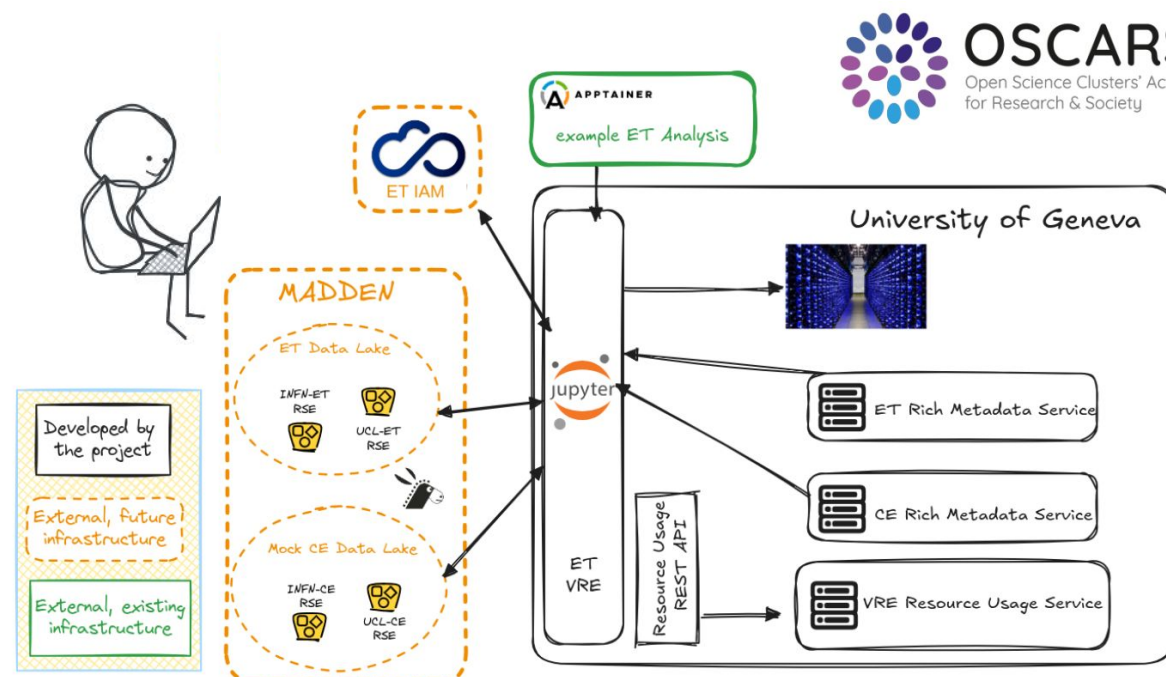 OSCARS
Open Science Clusters' Ac
for Research & Society
APPTAINER
example ET Analysis
ET IAM
University of Geneva
MADDEN
ET Data Lake
INFN-ET
RSE
UCL-ET
RSE
jupyter
ET Rich Metadata Service
Developed by
the project
External, future
infrastructure
External, existing
infrastructure
CE Rich Metadata Service
Mock CE Data Lake
INFN-CE
RSE
UCL-CE
RSE
ET
VRE
Resource Usage
REST API
VRE Resource Usage Service